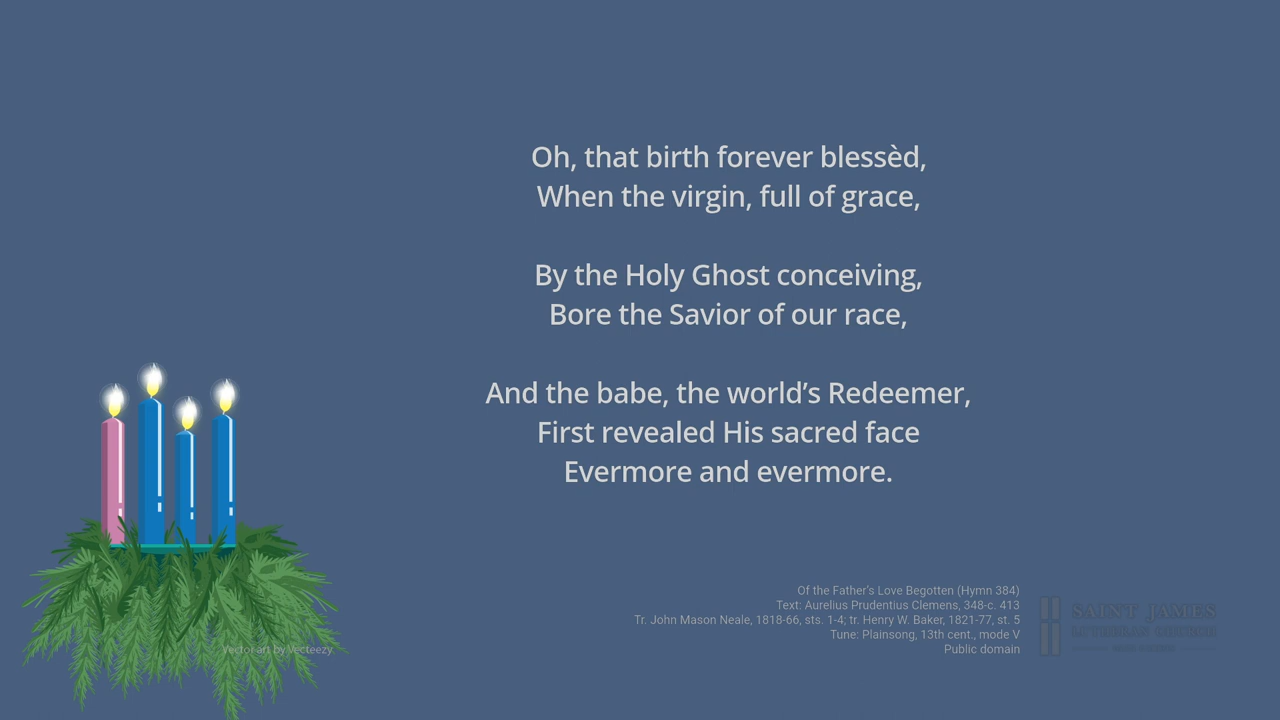 Oh, that birth forever blessèd,
When the virgin, full of grace,
By the Holy Ghost conceiving,
Bore the Savior of our race,
And the babe, the world’s Redeemer,
First revealed His sacred face
Evermore and evermore.
Of the Father’s Love Begotten (Hymn 384)
Text: Aurelius Prudentius Clemens, 348-c. 413
Tr. John Mason Neale, 1818-66, sts. 1-4; tr. Henry W. Baker, 1821-77, st. 5
Tune: Plainsong, 13th cent., mode V
Public domain
SAINT JAMES
LUTHERAN CHURCH
Vector art by Vecteezy